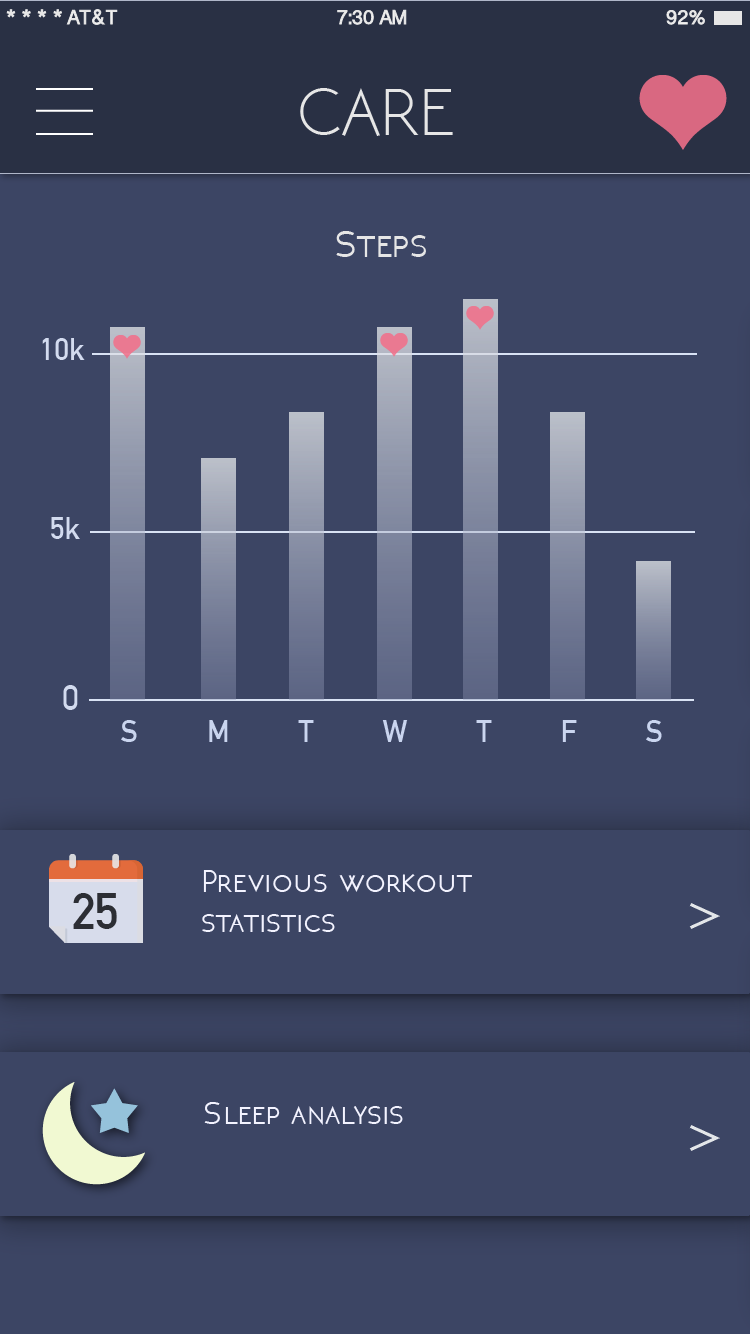 * * * * AT&T 7:30 AM 92%
CARE
Steps
10k
5k
0
S M T W T F S
25
Previous workout
statistics
>
Sleep analysis
>